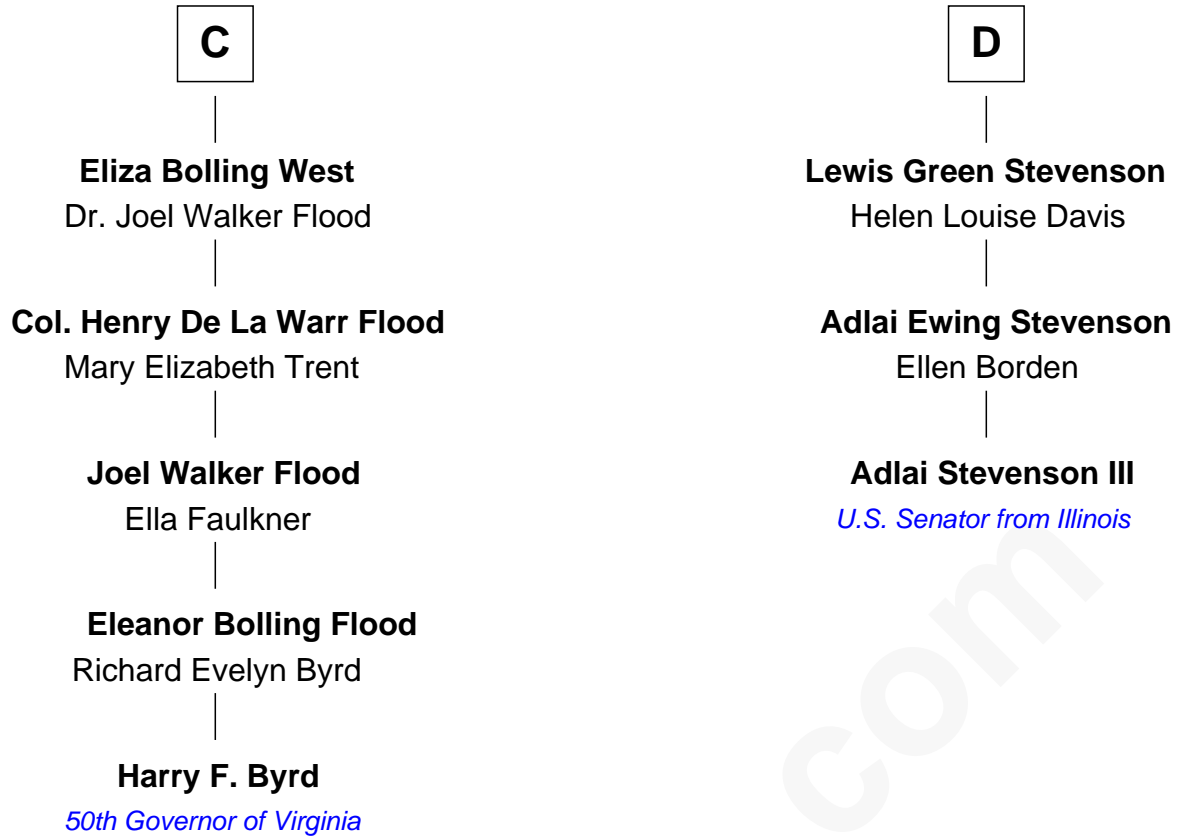 C
Eliza Bolling West
Dr. Joel Walker Flood
Col. Henry De La Warr Flood
Mary Elizabeth Trent
Joel Walker Flood
Ella Faulkner
Eleanor Bolling Flood
Richard Evelyn Byrd
Harry F. Byrd
50th Governor of Virginia
D
Lewis Green Stevenson
Helen Louise Davis
Adlai Ewing Stevenson
Ellen Borden
Adlai Stevenson III
U.S. Senator from Illinois
com